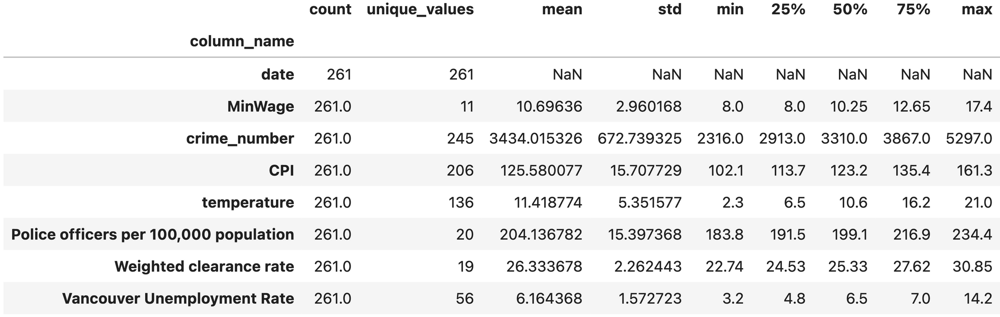 count unique_values mean std min 25% 50% 75% max
column_name
date 261 261 NaN NaN NaN NaN NaN NaN NaN
MinWage 261.0 11 10.69636 2.960168 8.0 8.0 10.25 12.65 17.4
crime_number 261.0 245 3434.015326 672.739325 2316.0 2913.0 3310.0 3867.0 5297.0
CPI 261.0 206 125.580077 15.707729 102.1 113.7 123.2 135.4 161.3
temperature 261.0 136 11.418774 5.351577 2.3 6.5 10.6 16.2 21.0
Police officers per 100,000 population 261.0 20 204.136782 15.397368 183.8 191.5 199.1 216.9 234.4
Weighted clearance rate 261.0 19 26.333678 2.262443 22.74 24.53 25.33 27.62 30.85
Vancouver Unemployment Rate 261.0 56 6.164368 1.572723 3.2 4.8 6.5 7.0 14.2